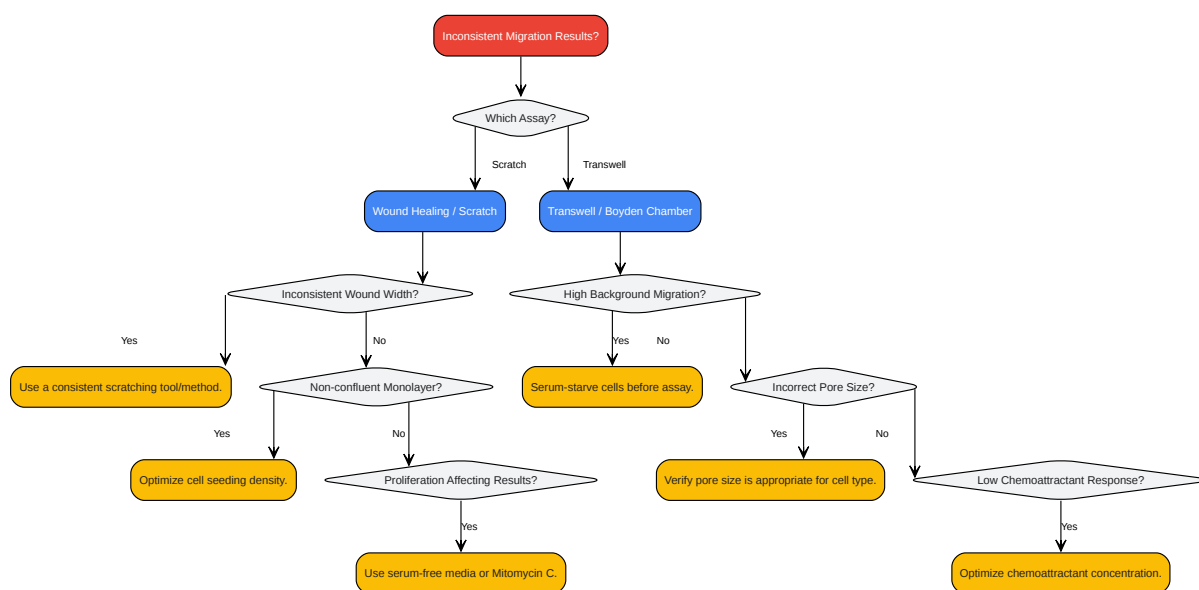 Inconsistent Migration Results?
Which Assay?
Scratch
Transwell
Wound Healing / Scratch
Transwell / Boyden Chamber
Inconsistent Wound Width?
High Background Migration?
Yes
No
Yes
No
Use a consistent scratching tool/method.
Non-confluent Monolayer?
Serum-starve cells before assay.
Incorrect Pore Size?
Yes
No
Yes
No
Optimize cell seeding density.
Proliferation Affecting Results?
Verify pore size is appropriate for cell type.
Low Chemoattractant Response?
Yes
Yes
Use serum-free media or Mitomycin C.
Optimize chemoattractant concentration.